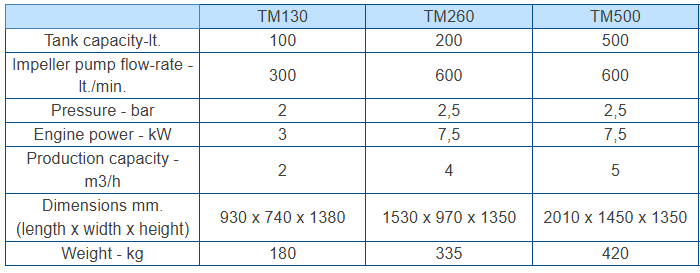 TM130 TM260 TM500
Tank capacity-lt. 100 200 500
Impeller pump flow-rate -
lt./min. 300 600 600
Pressure - bar 2 2,5 2,5
Engine power - kW 3 7,5 7,5
Production capacity -
m3/h 2 4 5
Dimensions mm.
(length x width x height) 930 x 740 x 1380 1530 x 970 x 1350 2010 x 1450 x 1350
Weight - kg 180 335 420